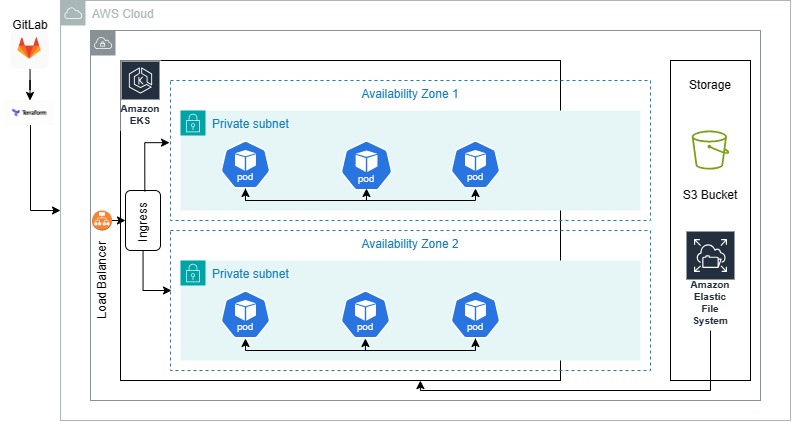 GitLab
Terraform
AWS Cloud
Amazon
EKS
Load Balancer
Ingress
Availability Zone 1
Private subnet
pod
pod
pod
Availability Zone 2
Private subnet
pod
pod
pod
Storage
S3 Bucket
Amazon
Elastic
File
System